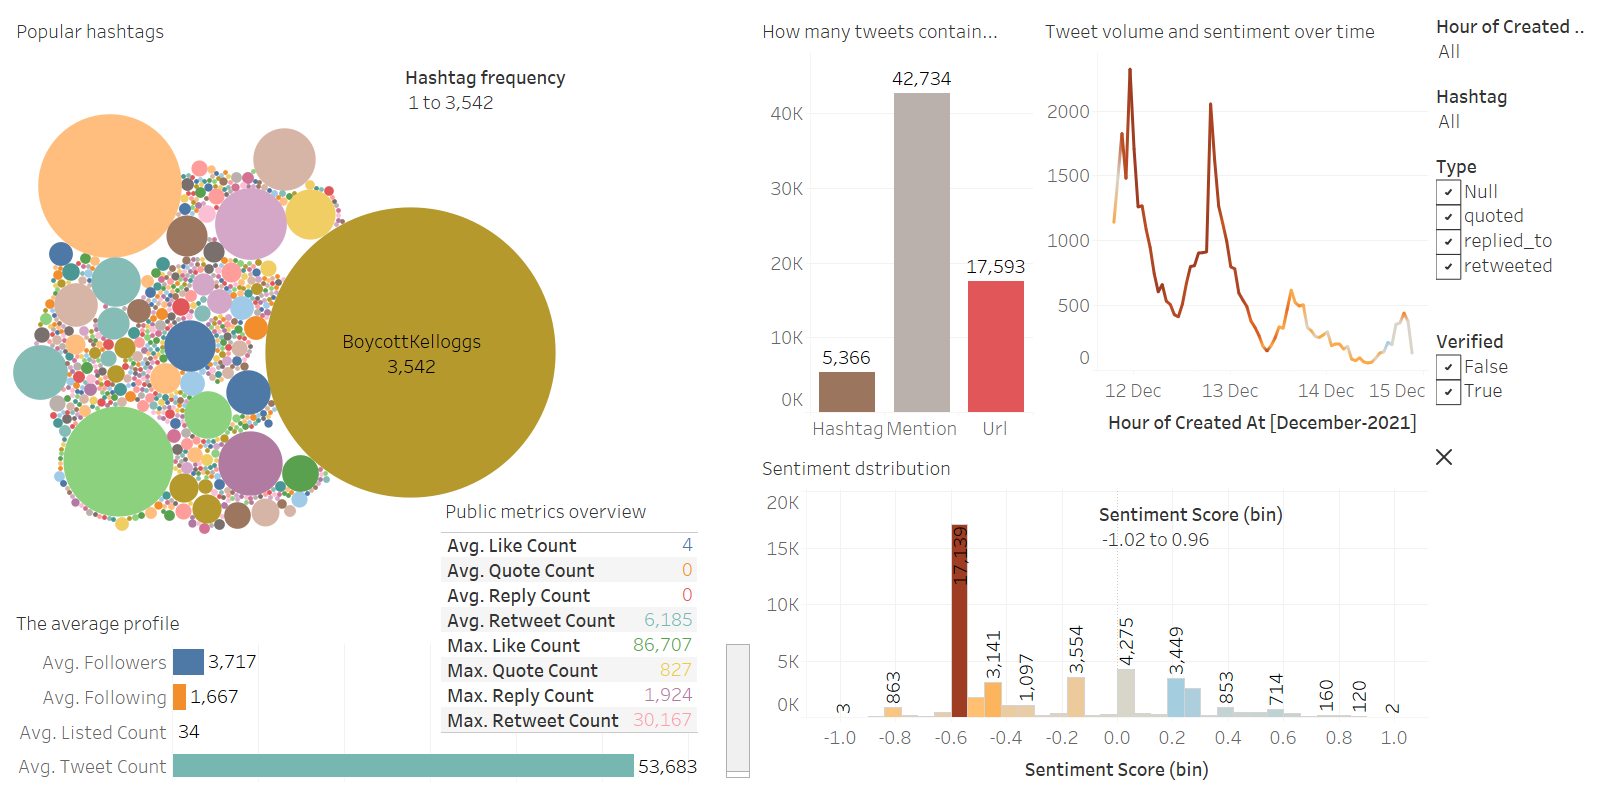 Popular hashtags
Hashtag frequency
1 to 3,542
BoycottKelloggs
3,542
How many tweets contain...
42,734
17,593
5,366
40K
30K
20K
10K
0K
Hashtag Mention Url
Tweet volume and sentiment over time
2000
1500
1000
500
0
12 Dec 13 Dec 14 Dec 15 Dec
Hour of Created At [December-2021]
Hour of Created ..
All
Hashtag
All
Type
Null
quoted
replied_to
retweeted
Verified
False
True
Public metrics overview
Avg. Like Count 4
Avg. Quote Count 0
Avg. Reply Count 0
Avg. Retweet Count 6,185
Max. Like Count 86,707
Max. Quote Count 827
Max. Reply Count 1,924
Max. Retweet Count 30,167
The average profile
Avg. Followers 3,717
Avg. Following 1,667
Avg. Listed Count 34
Avg. Tweet Count 53,683
Sentiment dstribution
Sentiment Score (bin)
-1.02 to 0.96
20K
15K
10K
5K
0K
3 863 17,139 3,141 1,097 3,554 4,275 3,449 853 714 160 120 2
-1.0 -0.8 -0.6 -0.4 -0.2 0.0 0.2 0.4 0.6 0.8 1.0
Sentiment Score (bin)